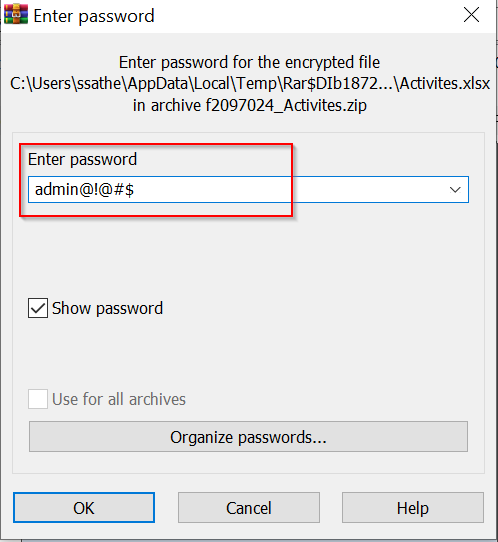 Enter password
Enter password for the encrypted file
C:\Users\ssathe\AppData\Local\Temp\Rar$DIb1872...\Activites.xlsx
in archive f2097024_Activites.zip
Enter password
admin@!@#$
Show password
Use for all archives
Organize passwords...
OK Cancel Help